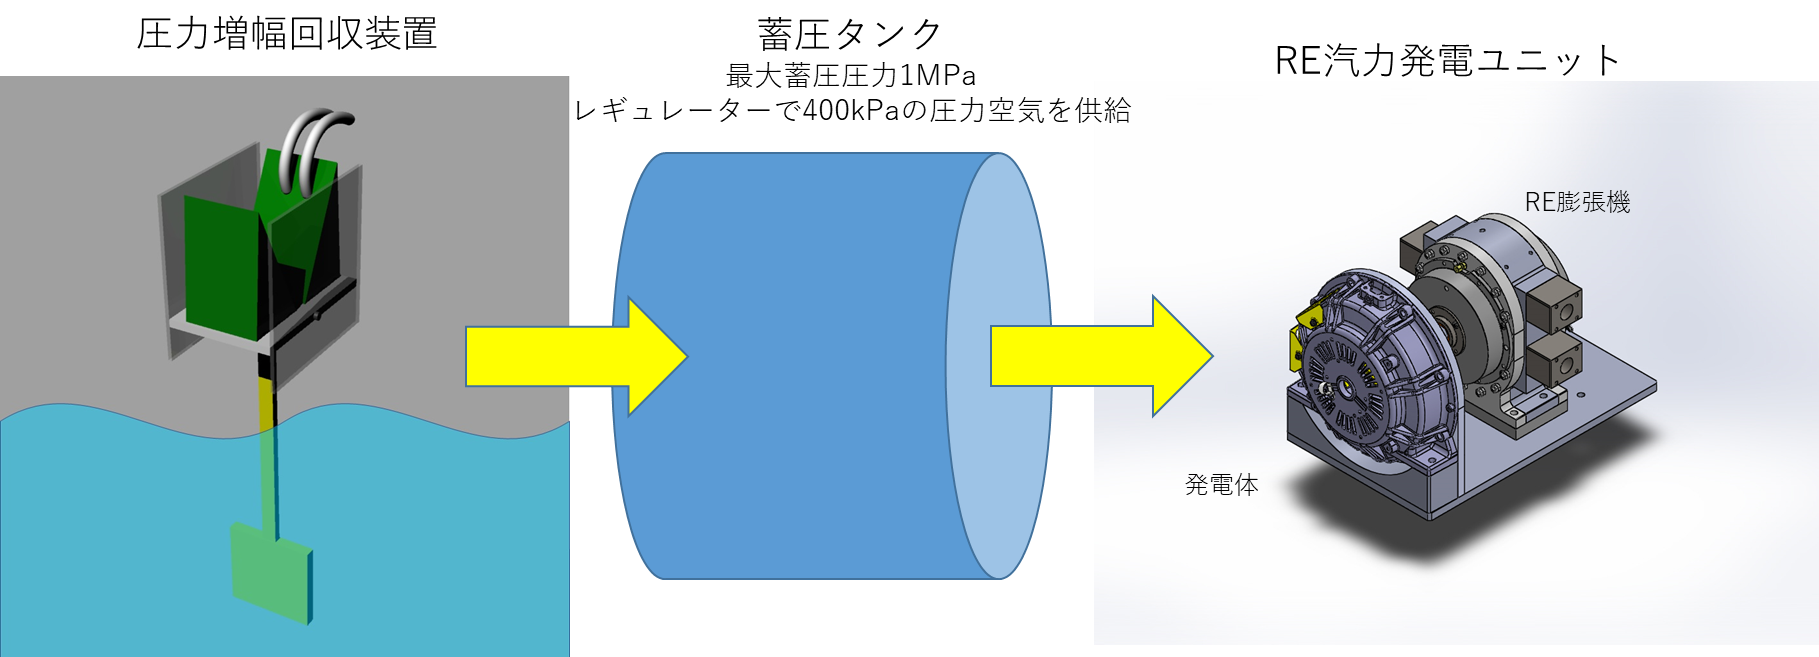 圧力増幅回収装置
蓄圧タンク
最大蓄圧圧力1MPa
レギュレーターで400kPaの圧力空気を供給
RE汽力発電ユニット
RE膨張機
発電体